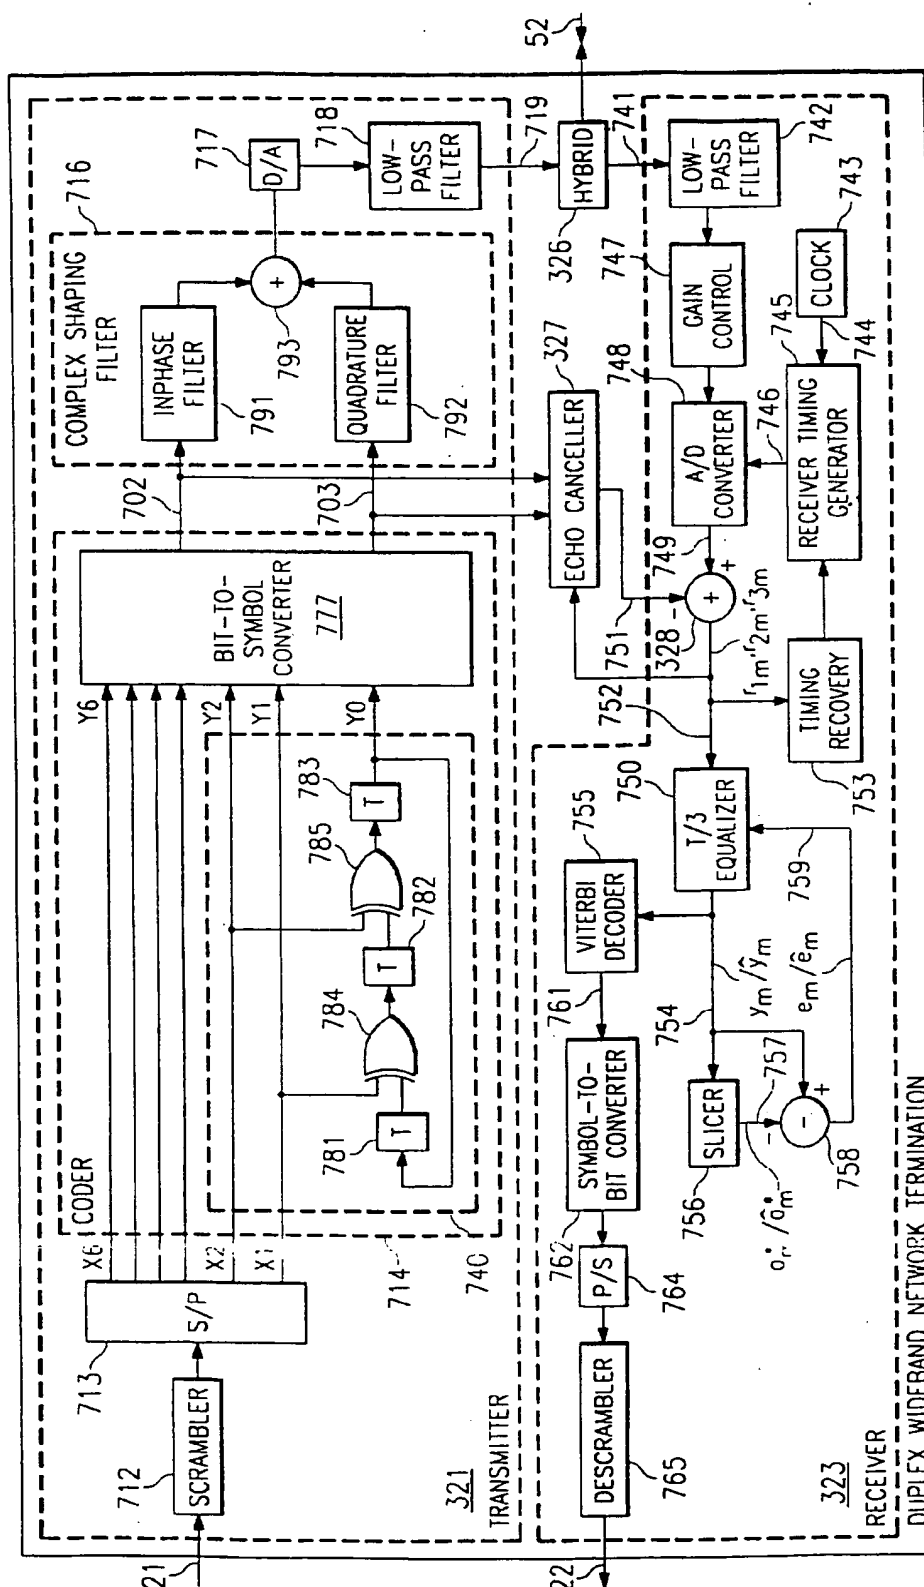 21
712
SCRAMBLER
713
S/P
X6
X2
X1
CODER
714
740
781
T
784
782
T
785
783
T
Y6
Y2
Y1
Y0
BIT-TO-
SYMBOL
CONVERTER
777
702
703
COMPLEX SHAPING
FILTER
716
INPHASE
FILTER
791
+
793
QUADRATURE
FILTER
792
717
D/A
718
LOW-
PASS
FILTER
719
321
TRANSMITTER
52
HYBRID
326
741
ECHO CANCELLER
327
751
LOW-
PASS
FILTER
742
747
GAIN
CONTROL
748
A/D
CONVERTER
749
746
743
CLOCK
744
745
RECEIVER TIMING
GENERATOR
+
+
-
328
r1m, r2m, r3m
752
TIMING
RECOVERY
753
750
T/3
EQUALIZER
759
755
VITERBI
DECODER
761
754
ym/ŷm
em/êm
SYMBOL-TO-
BIT CONVERTER
762
SLICER
756
757
-
-
+
758
P/S
764
DESCRAMBLER
765
22
323
RECEIVER
DUPLEX WIDEBAND NETWORK TERMINATION